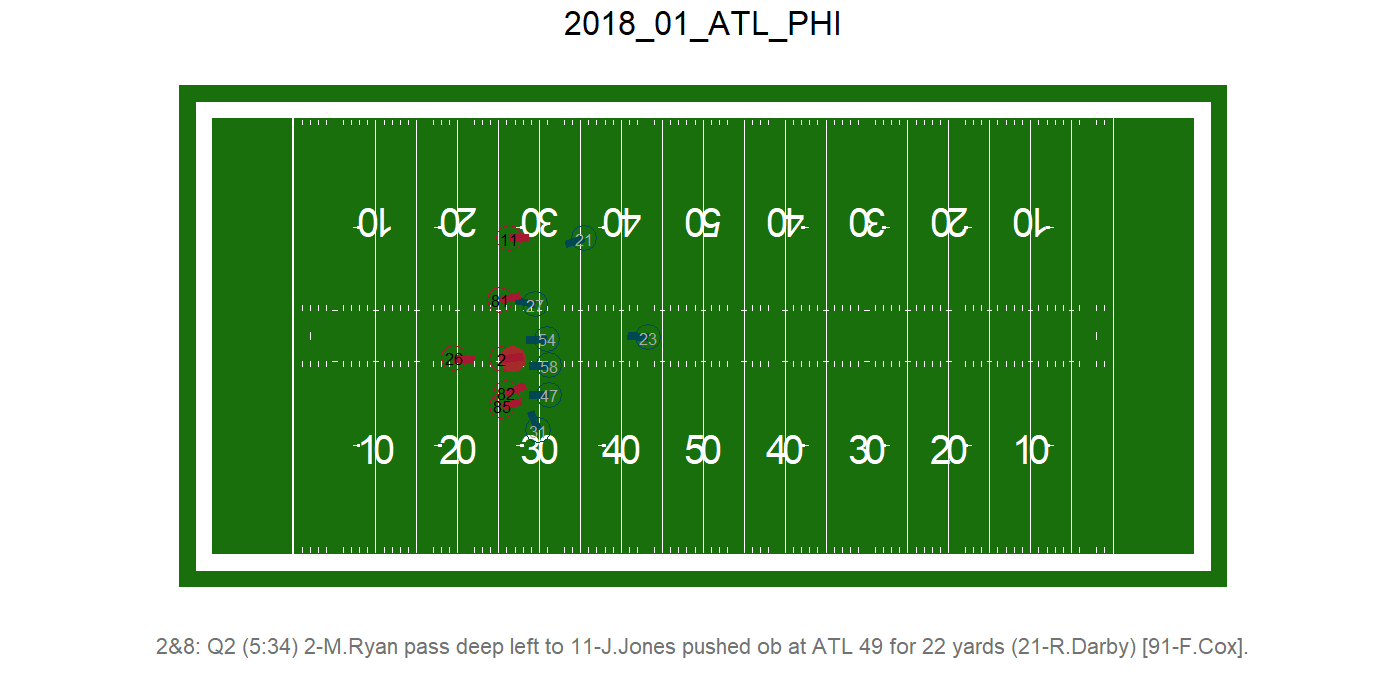 2018_01_ATL_PHI
10 20 30 40 50 40 30 20 10
11 21
81 27
54 23
26 2 58
82 47
85
31
10 20 30 40 50 40 30 20 10
2&8: Q2 (5:34) 2-M.Ryan pass deep left to 11-J.Jones pushed ob at ATL 49 for 22 yards (21-R.Darby) [91-F.Cox].